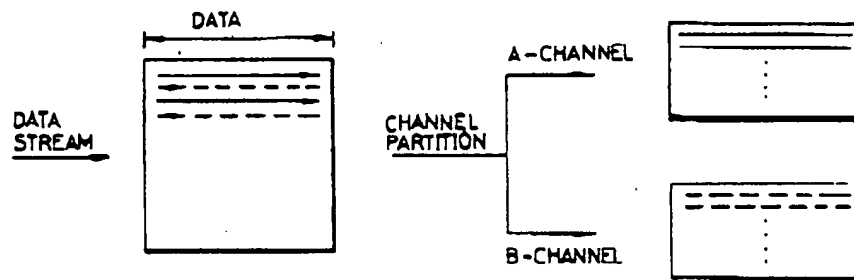 DATA
DATA
STREAM
CHANNEL
PARTITION
A-CHANNEL
B-CHANNEL